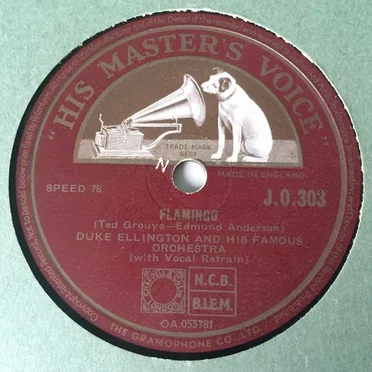 "HIS MASTER'S VOICE"
TRADE MARK
REGD
N
MADE IN ENGLAND
SPEED 78
J.O.303
FLAMINGO
(Ted Grouya—Edmund Anderson)
DUKE ELLINGTON AND HIS FAMOUS
ORCHESTRA
(with Vocal Refrain)
N.C.B.
B.I.E.M.
OA.053781
THE GRAMOPHONE CO., LTD.